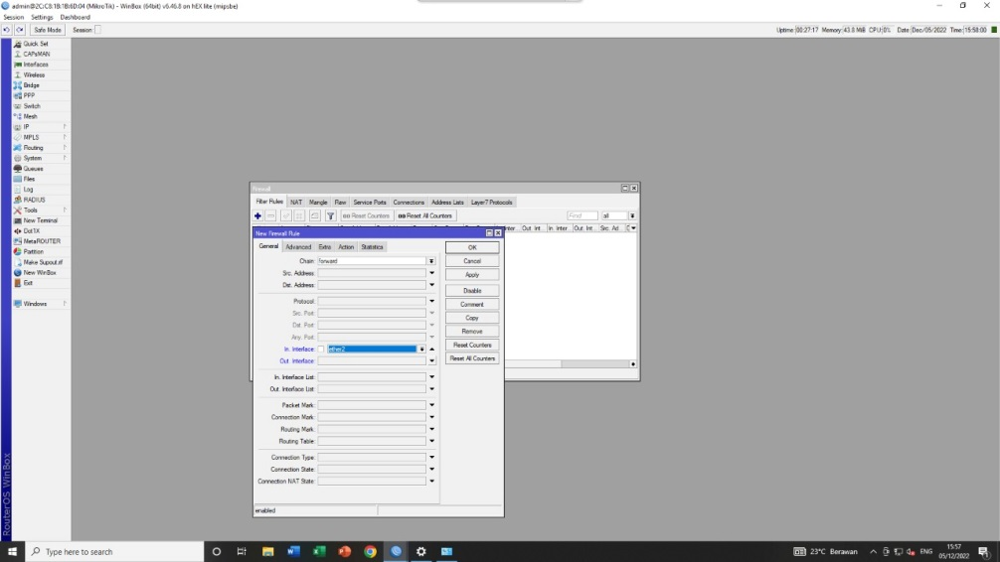 admin@2C:C8:1B:1B:6D:04 (MikroTik) - WinBox (64bit) v6.46.8 on hEX lite (mipsbe)
Session Settings Dashboard
Safe Mode Session:
Uptime: 00:27:17 Memory: 43.8 MiB CPU: 0% Date: Dec/05/2022 Time: 15:58:00
Quick Set
CAPsMAN
Interfaces
Wireless
Bridge
PPP
Switch
Mesh
IP
MPLS
Routing
System
Queues
Files
Log
RADIUS
Tools
New Terminal
Dot1X
MetaROUTER
Partition
Make Supout.rif
New WinBox
Exit
Windows
RouterOS WinBox
Firewall
Filter Rules NAT Mangle Raw Service Ports Connections Address Lists Layer7 Protocols
Reset Counters Reset All Counters Find all
Out. Int... In. Inter... Out. Int... Src. Ad...
New Firewall Rule
General Advanced Extra Action Statistics
Chain: forward
Src. Address:
Dst. Address:
Protocol:
Src. Port:
Dst. Port:
Any. Port:
In. Interface: ether2
Out. Interface:
In. Interface List:
Out. Interface List:
Packet Mark:
Connection Mark:
Routing Mark:
Routing Table:
Connection Type:
Connection State:
Connection NAT State:
enabled
OK
Cancel
Apply
Disable
Comment
Copy
Remove
Reset Counters
Reset All Counters
Type here to search
23°C Berawan ENG
15:57
05/12/2022